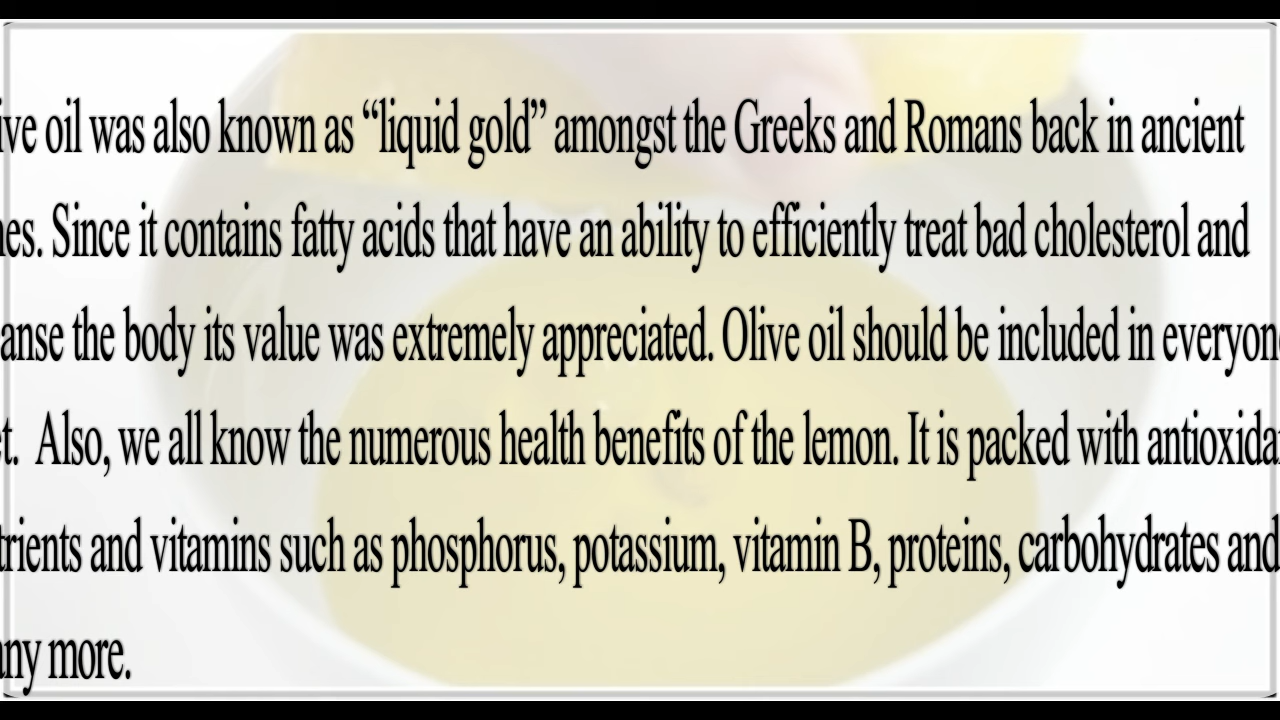 ive oil was also known as “liquid gold” amongst the Greeks and Romans back in ancient
es. Since it contains fatty acids that have an ability to efficiently treat bad cholesterol and
anse the body its value was extremely appreciated. Olive oil should be included in everyon
t. Also, we all know the numerous health benefits of the lemon. It is packed with antioxida
trients and vitamins such as phosphorus, potassium, vitamin B, proteins, carbohydrates and
ny more.